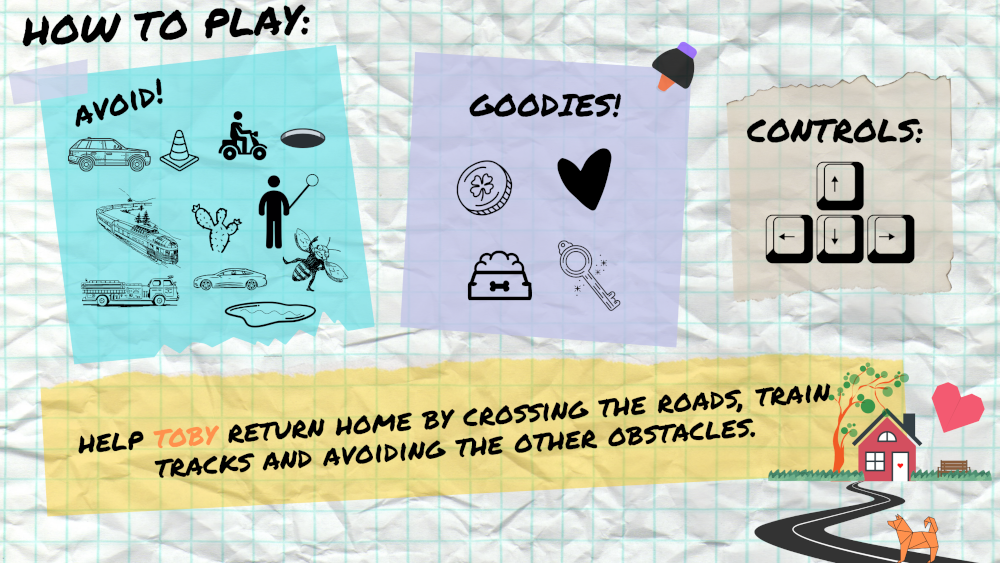 HOW TO PLAY:
AVOID!
GOODIES!
CONTROLS:
↑
← ↓ →
HELP TOBY RETURN HOME BY CROSSING THE ROADS, TRAIN
TRACKS AND AVOIDING THE OTHER OBSTACLES.